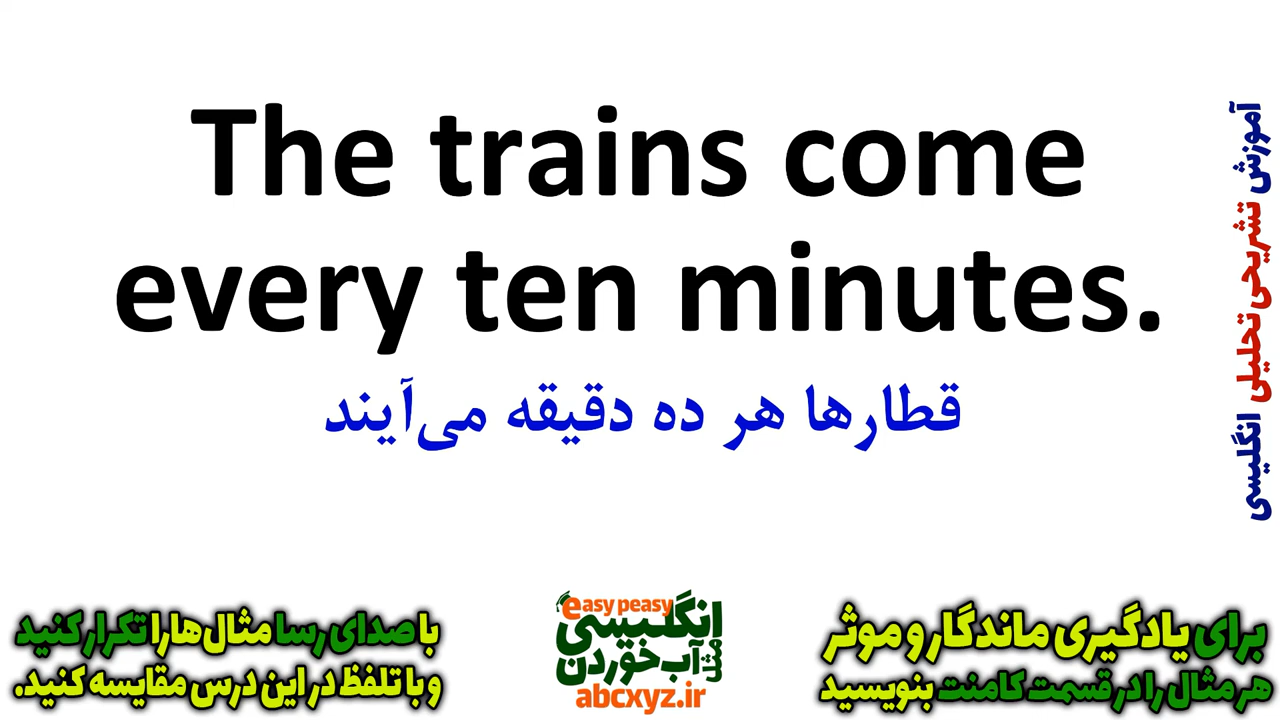 The trains come
every ten minutes.
قطارها هر ده دقیقه می‌آیند
آموزش تشریحی تحلیلی انگلیسی
برای یادگیری ماندگار و موثر
هر مثال را در قسمت کامنت بنویسید
easy peasy
انگلیسی
مثل آب خوردن
abcxyz.ir
با صدای رسا مثال‌ها را تکرار کنید
و با تلفظ در این درس مقایسه کنید.